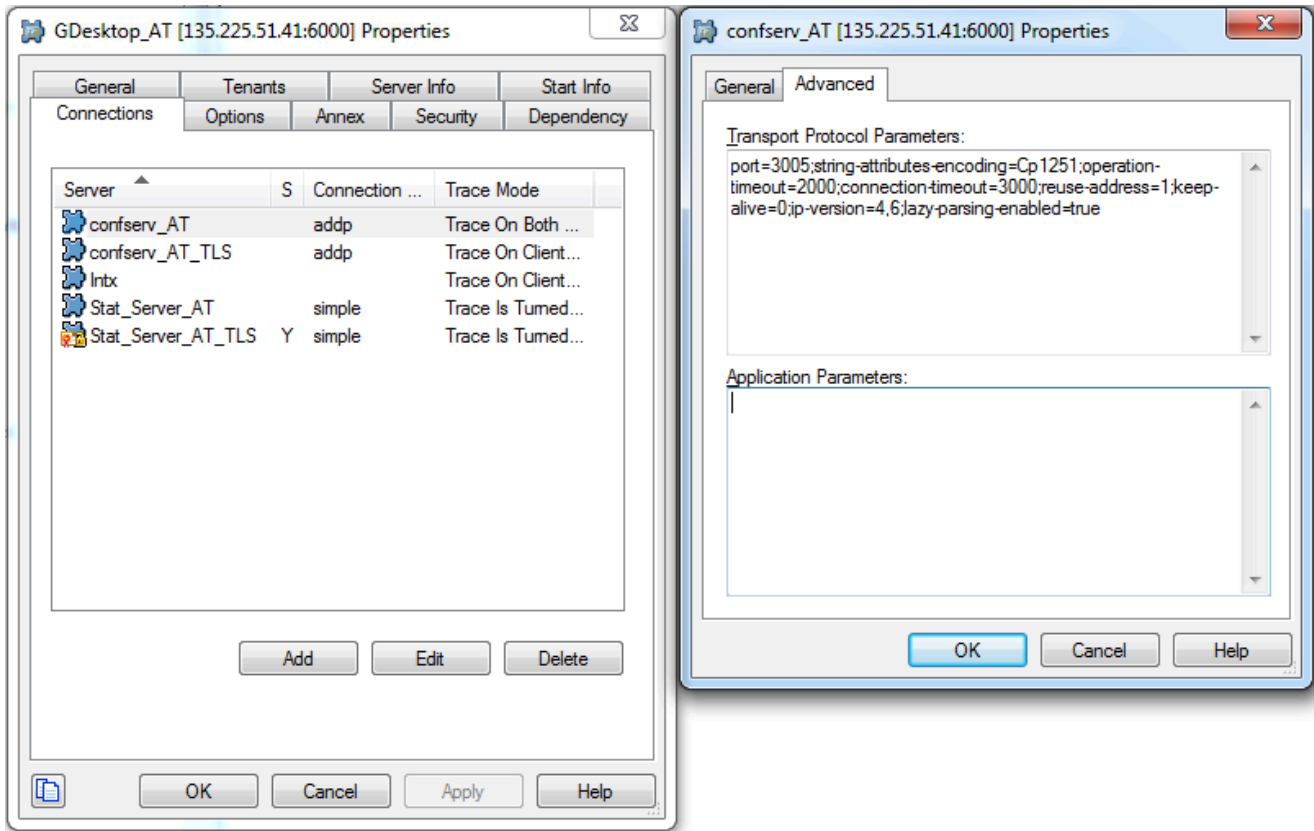 GDesktop_AT [135.225.51.41:6000] Properties
General Tenants Server Info Start Info
Connections Options Annex Security Dependency
Server S Connection ... Trace Mode
confserv_AT addp Trace On Both ...
confserv_AT_TLS addp Trace On Client...
Intx Trace On Client...
Stat_Server_AT simple Trace Is Turned...
Stat_Server_AT_TLS Y simple Trace Is Turned...
Add Edit Delete
OK Cancel Apply Help
confserv_AT [135.225.51.41:6000] Properties
General Advanced
Transport Protocol Parameters:
port=3005;string-attributes-encoding=Cp1251;operation-
timeout=2000;connection-timeout=3000;reuse-address=1;keep-
alive=0;ip-version=4,6;lazy-parsing-enabled=true
Application Parameters:
OK Cancel Help